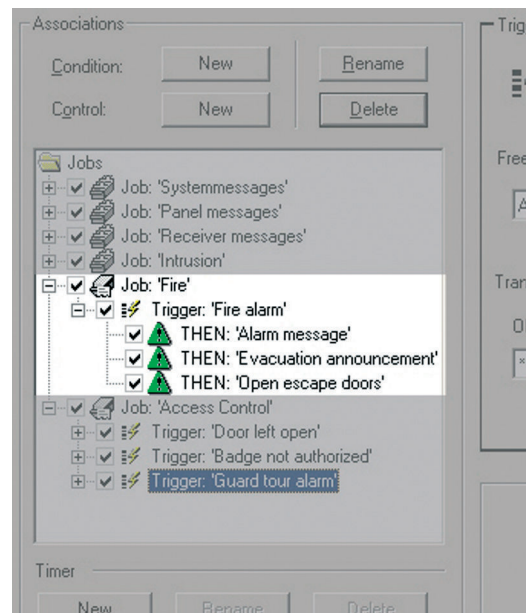 Associations
Condition: New Rename
Control: New Delete
Jobs
Job: 'Systemmessages'
Job: 'Panel messages'
Job: 'Receiver messages'
Job: 'Intrusion'
Job: 'Fire'
Trigger: 'Fire alarm'
THEN: 'Alarm message'
THEN: 'Evacuation announcement'
THEN: 'Open escape doors'
Job: 'Access Control'
Trigger: 'Door left open'
Trigger: 'Badge not authorized'
Trigger: 'Guard tour alarm'
Timer
New Rename Delete
Trig
Free
A
Tran